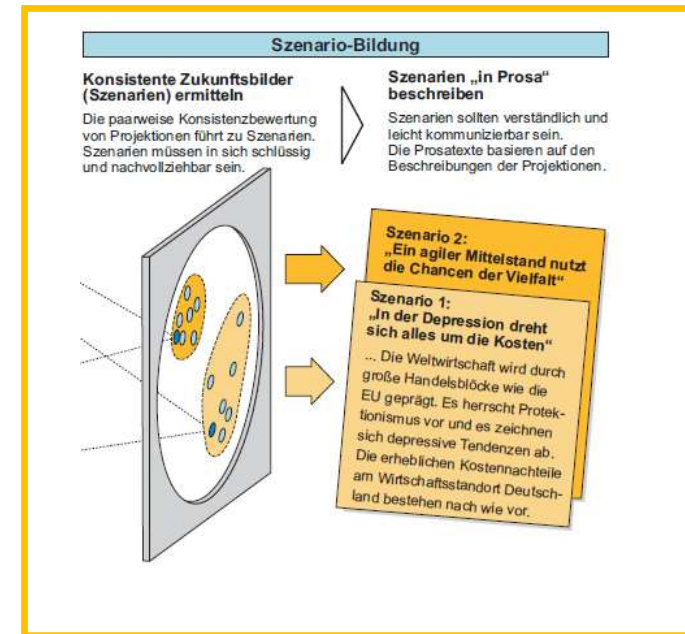 Szenario-Bildung
Konsistente Zukunftsbilder
(Szenarien) ermitteln
Die paarweise Konsistenzbewertung
von Projektionen führt zu Szenarien.
Szenarien müssen in sich schlüssig
und nachvollziehbar sein.
Szenarien „in Prosa“
beschreiben
Szenarien sollten verständlich und
leicht kommunizierbar sein.
Die Prosatexte basieren auf den
Beschreibungen der Projektionen.
Szenario 2:
„Ein agiler Mittelstand nutzt
die Chancen der Vielfalt“
Szenario 1:
„In der Depression dreht
sich alles um die Kosten“
... Die Weltwirtschaft wird durch
große Handelsblöcke wie die
EU geprägt. Es herrscht Protek-
tionismus vor und es zeichnen
sich depressive Tendenzen ab.
Die erheblichen Kostennachteile
am Wirtschaftsstandort Deutsch-
land bestehen nach wie vor.